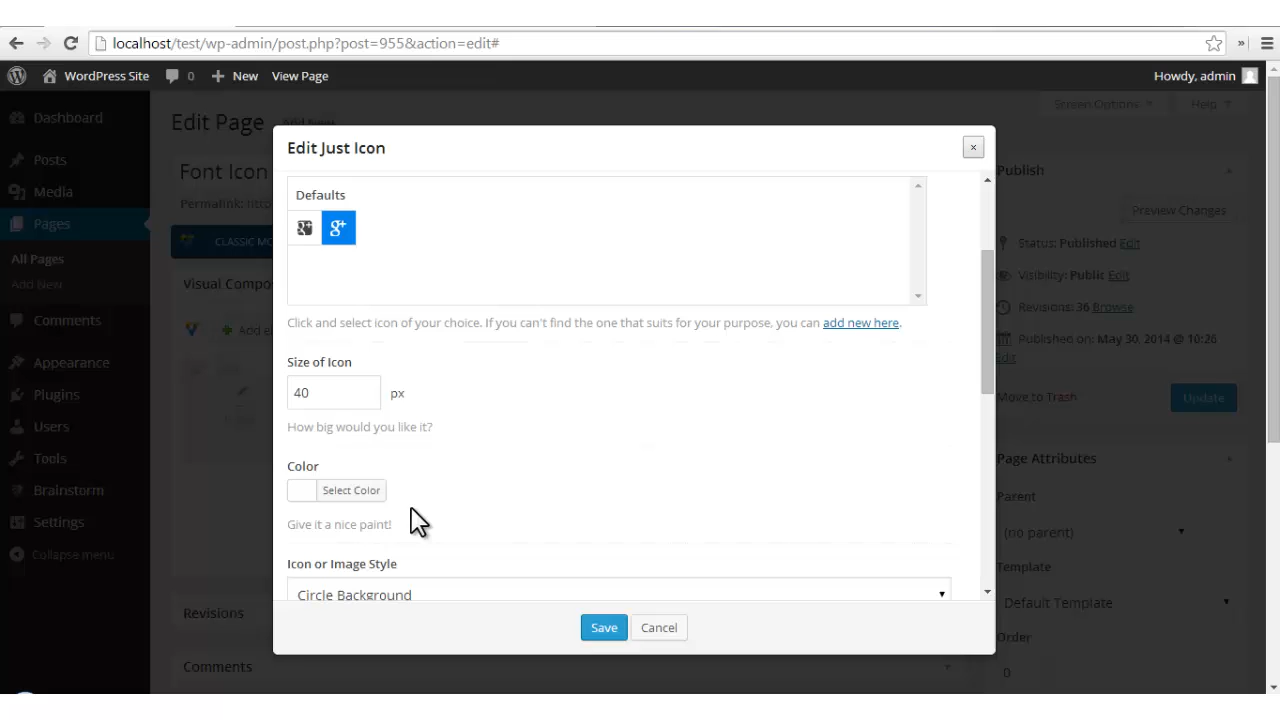 localhost/test/wp-admin/post.php?post=955&action=edit#
»
WordPress Site
0
New
View Page
Howdy, admin
Dashboard
Posts
Media
Pages
All Pages
Add New
Comments
Appearance
Plugins
Users
Tools
Brainstorm
Settings
Collapse menu
Screen Options
Help
Edit Page
Font Icon
Permalink:
CLASSIC MO
Visual Compo
Add e
Revisions
Comments
Edit Just Icon
×
Defaults
g+
Click and select icon of your choice. If you can't find the one that suits for your purpose, you can add new here.
Size of Icon
40
px
How big would you like it?
Color
Select Color
Give it a nice paint!
Icon or Image Style
Circle Background
Save
Cancel
Publish
Preview Changes
Status: Published Edit
Visibility: Public Edit
Revisions: 36 Browse
Published on: May 30, 2014 @ 10:26
Edit
Move to Trash
Update
Page Attributes
Parent
(no parent)
Template
Default Template
Order
0